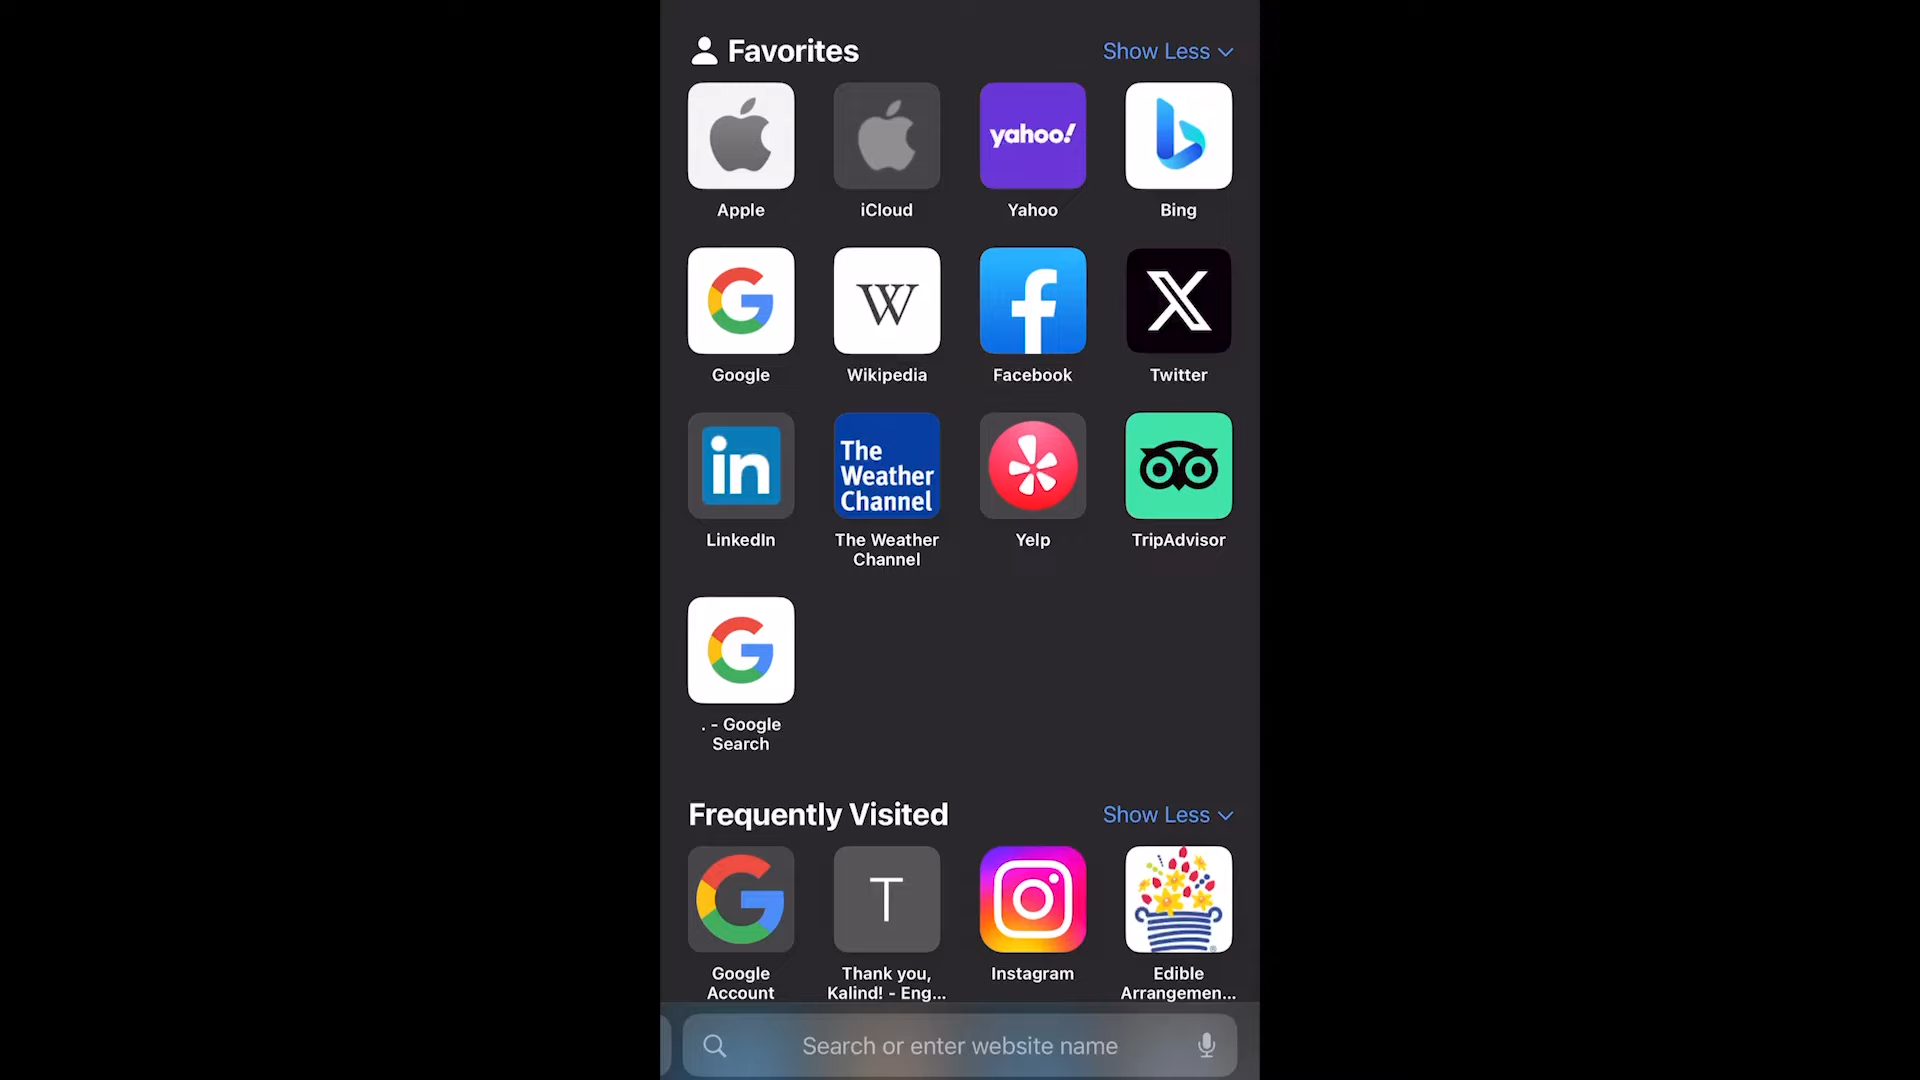 Favorites
Show Less
yahoo!
Apple
iCloud
Yahoo
Bing
W
Google
Wikipedia
Facebook
Twitter
in
The
Weather
Channel
LinkedIn
The Weather
Channel
Yelp
TripAdvisor
. - Google
Search
Frequently Visited
Show Less
T
Google
Account
Thank you,
Kalind! - Eng...
Instagram
Edible
Arrangemen...
Search or enter website name